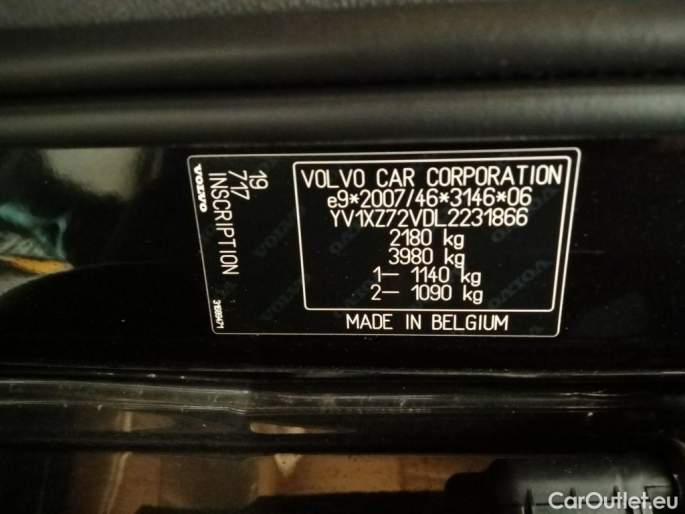 VOLVO
19
717
INSCRIPTION
VOLVO CAR CORPORATION
e9*2007/46*3146*06
YV1XZ72VDL2231866
2180 kg
3980 kg
1— 1140 kg
2— 1090 kg
MADE IN BELGIUM
CarOutlet.eu